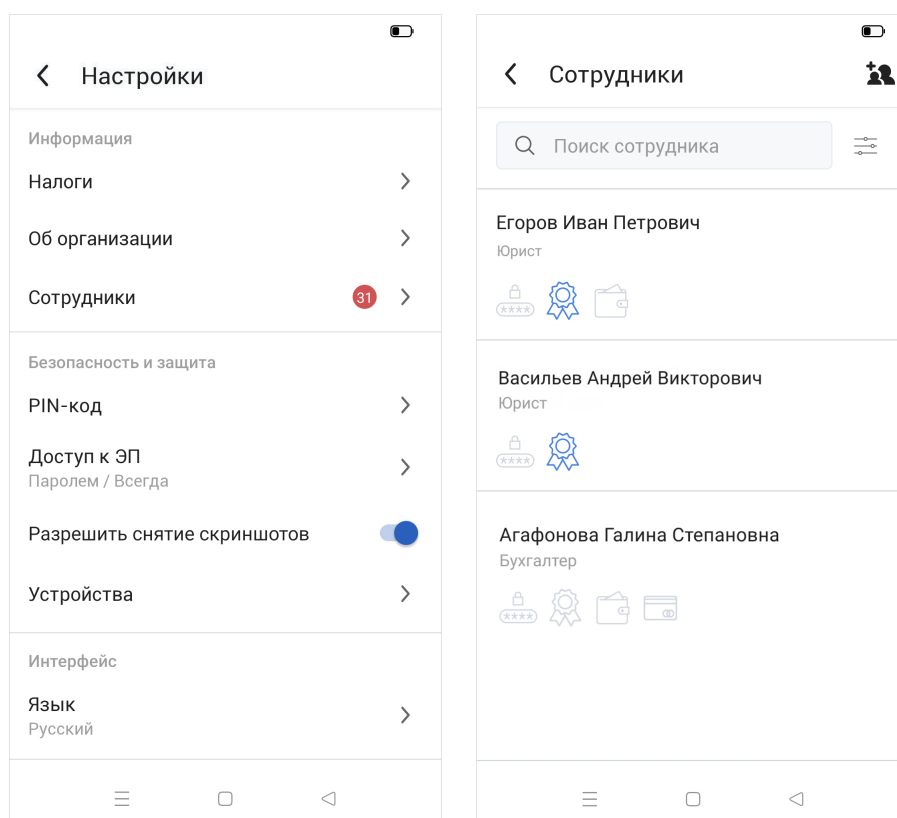 Настройки
Информация
Налоги
Об организации
Сотрудники
31
Безопасность и защита
PIN-код
Доступ к ЭП
Паролем / Всегда
Разрешить снятие скриншотов
Устройства
Интерфейс
Язык
Русский
Сотрудники
Поиск сотрудника
Егоров Иван Петрович
Юрист
****
Васильев Андрей Викторович
Юрист
****
Агафонова Галина Степановна
Бухгалтер
****